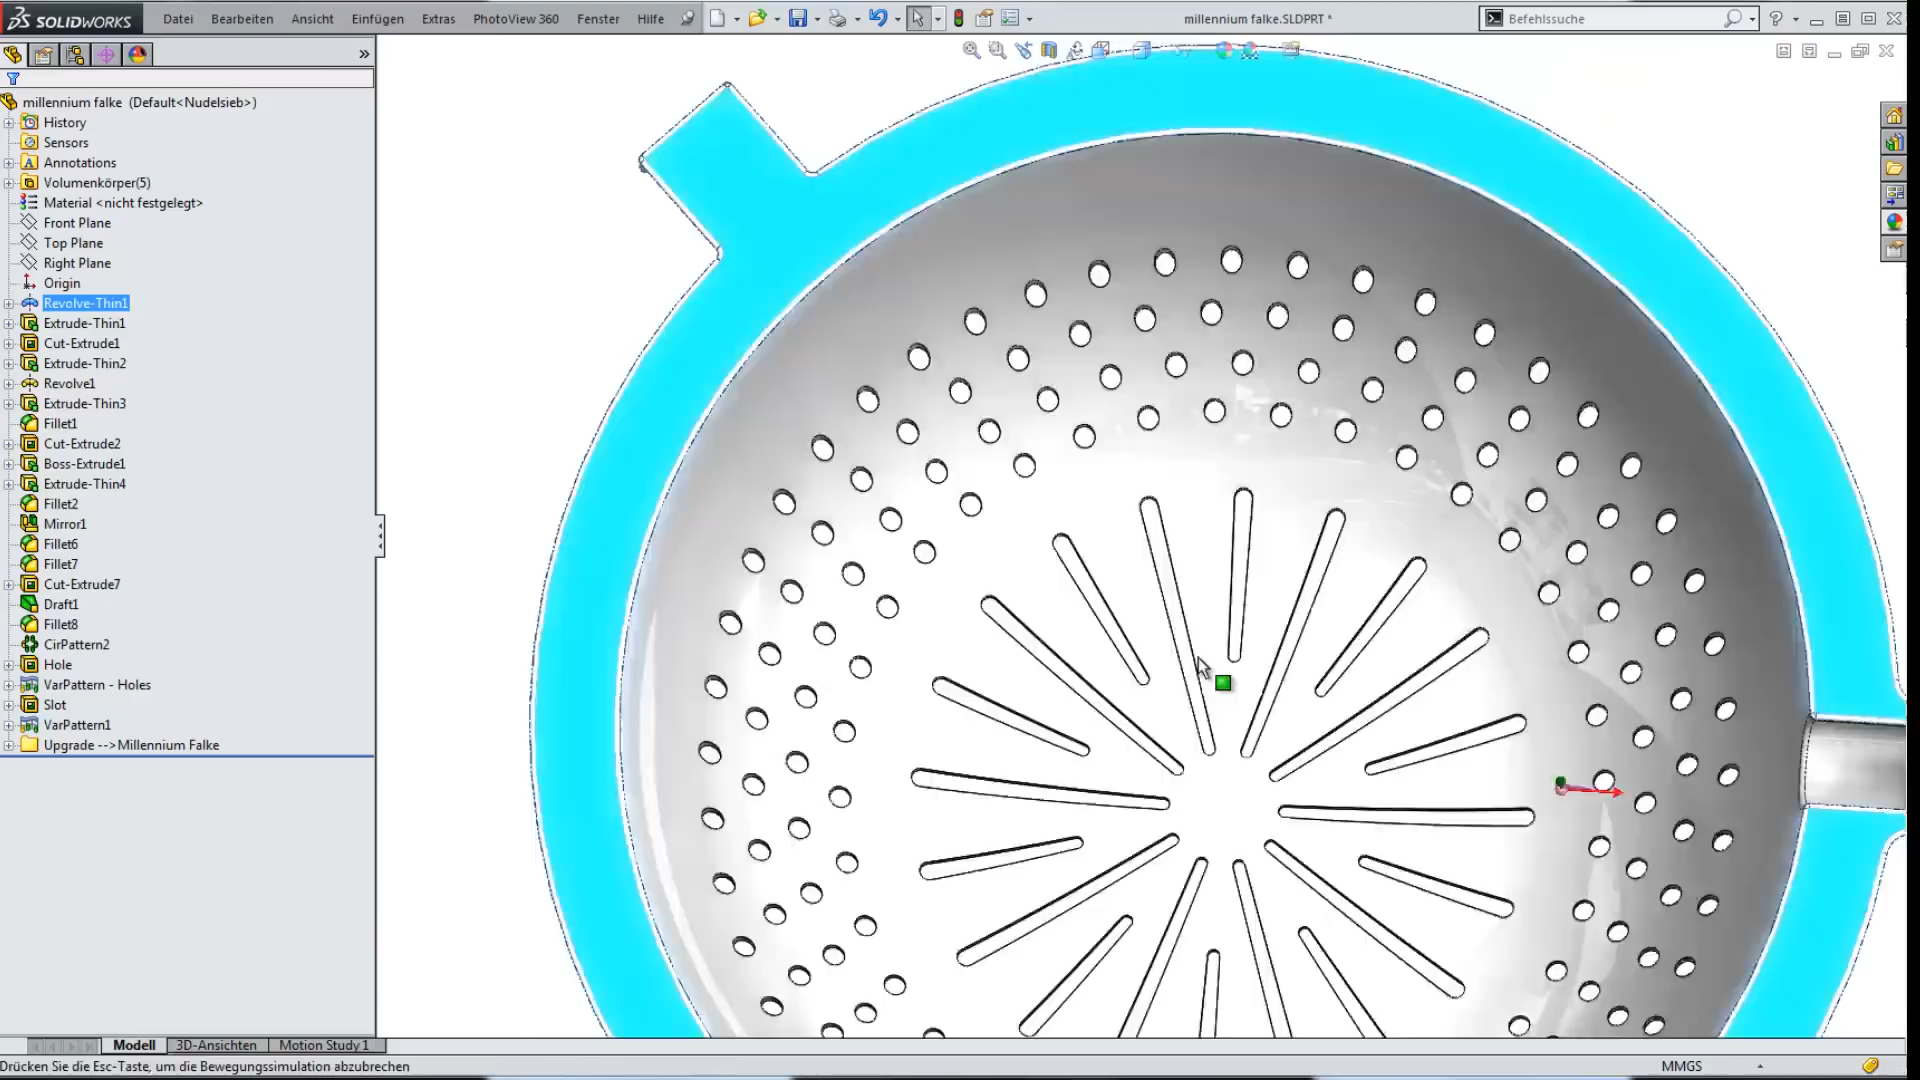 SOLIDWORKS Datei Bearbeiten Ansicht Einfügen Extras PhotoView 360 Fenster Hilfe millennium falke.SLDPRT * Befehlssuche
millennium falke (Default<Nudelsieb>)
History
Sensors
Annotations
Volumenkörper(5)
Material <nicht festgelegt>
Front Plane
Top Plane
Right Plane
Origin
Revolve-Thin1
Extrude-Thin1
Cut-Extrude1
Extrude-Thin2
Revolve1
Extrude-Thin3
Fillet1
Cut-Extrude2
Boss-Extrude1
Extrude-Thin4
Fillet2
Mirror1
Fillet6
Fillet7
Cut-Extrude7
Draft1
Fillet8
CirPattern2
Hole
VarPattern - Holes
Slot
VarPattern1
Upgrade -->Millennium Falke
Modell 3D-Ansichten Motion Study 1
Drücken Sie die Esc-Taste, um die Bewegungssimulation abzubrechen MMGS